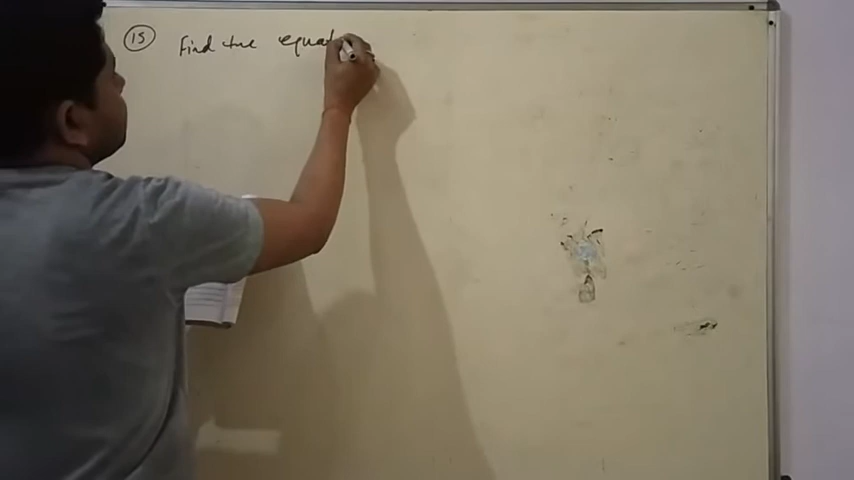 (15) Find the equat